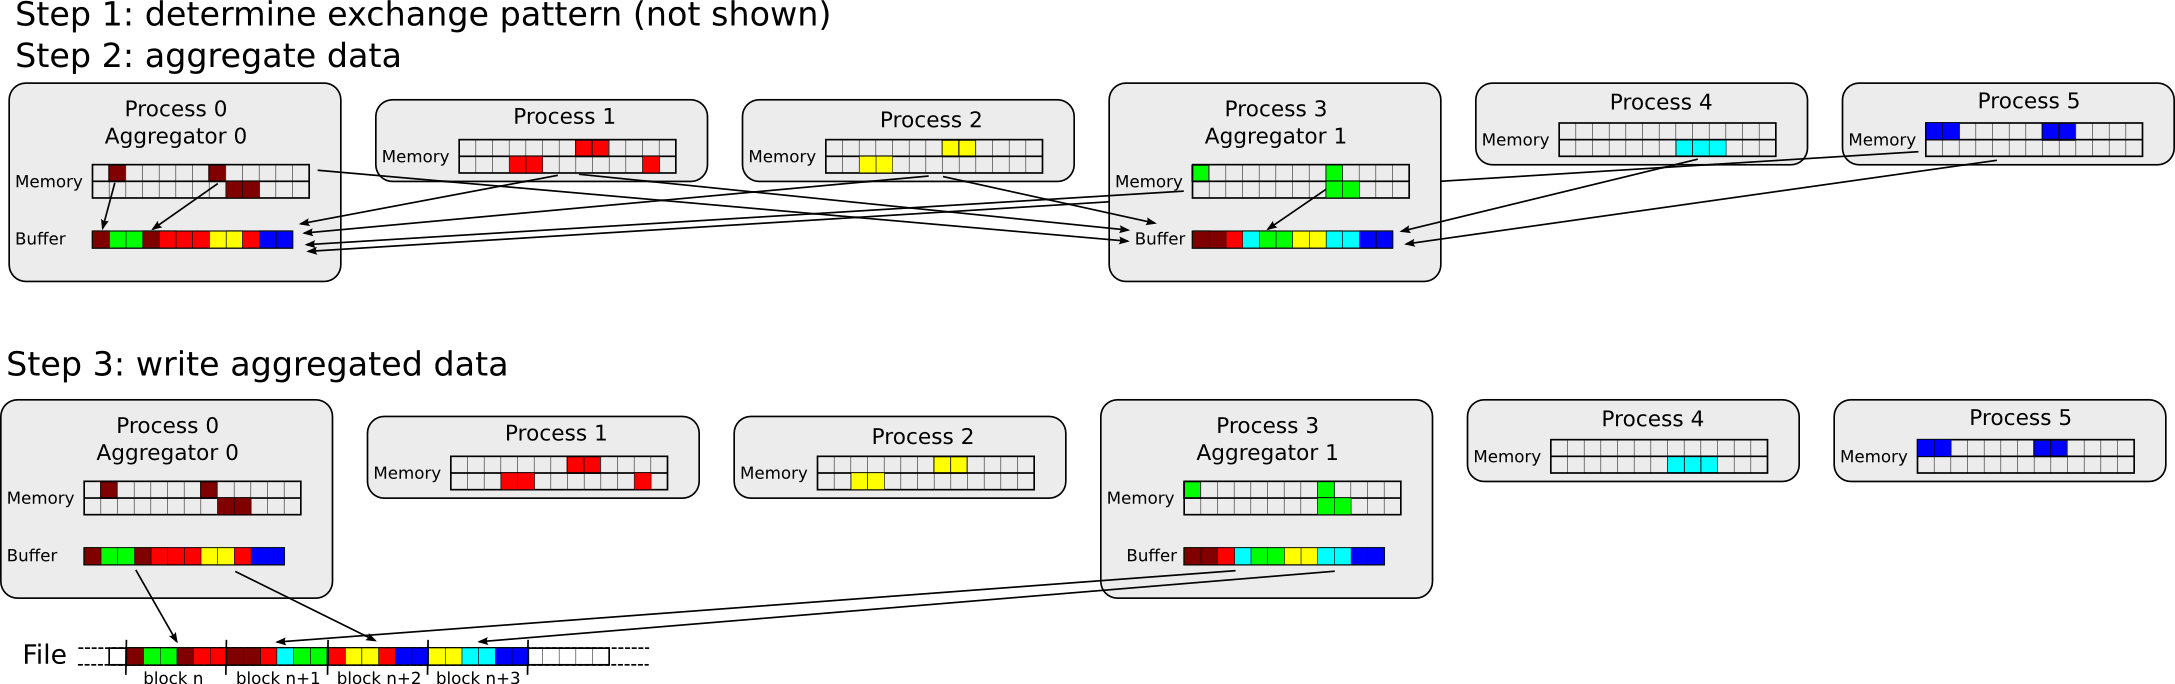 Step 1: determine exchange pattern (not shown)
Step 2: aggregate data
Process 0
Aggregator 0
Memory
Buffer
Process 1
Memory
Process 2
Memory
Process 3
Aggregator 1
Memory
Buffer
Process 4
Memory
Process 5
Memory
Step 3: write aggregated data
Process 0
Aggregator 0
Memory
Buffer
Process 1
Memory
Process 2
Memory
Process 3
Aggregator 1
Memory
Buffer
Process 4
Memory
Process 5
Memory
File
block n
block n+1
block n+2
block n+3